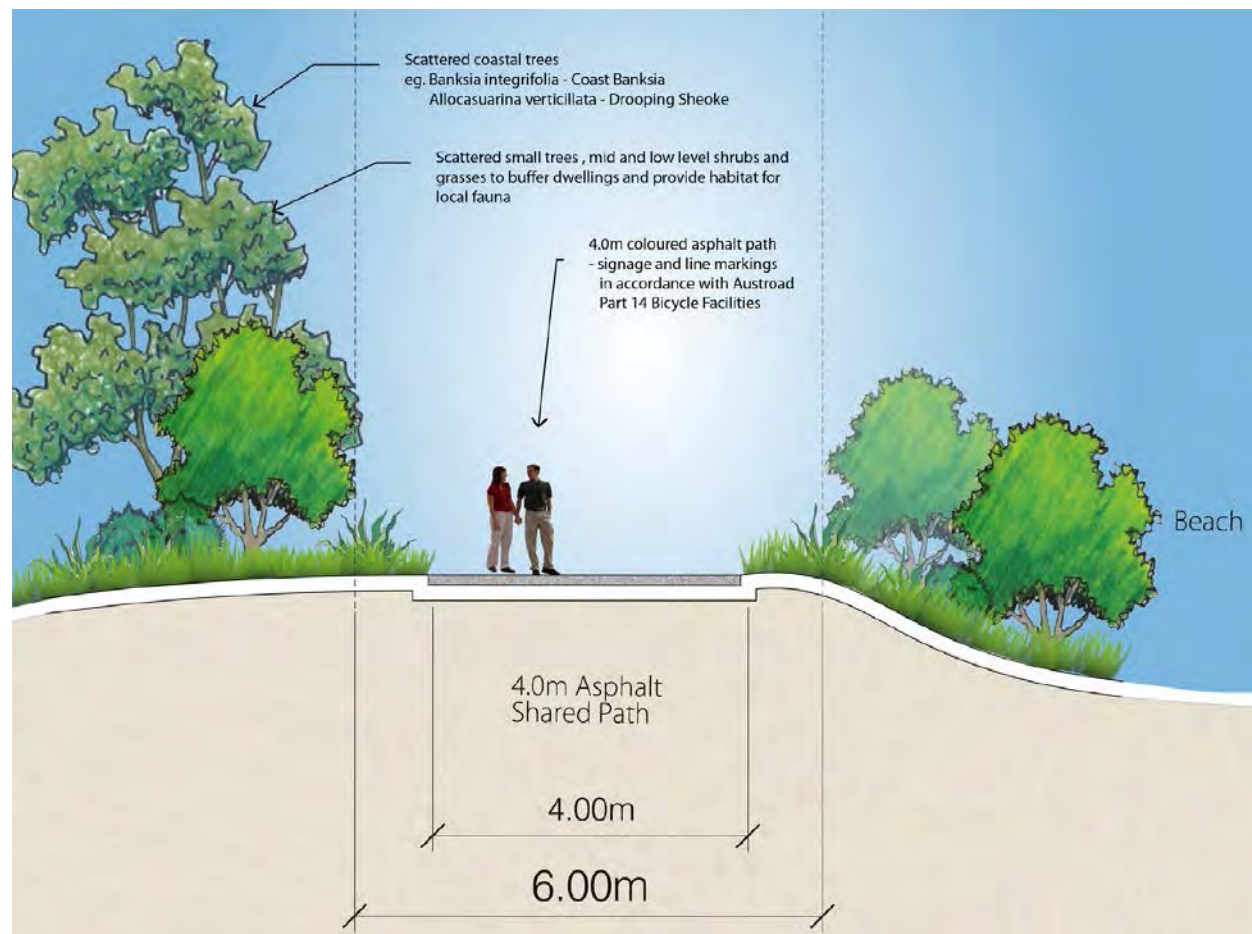 Scattered coastal trees
eg. Banksia integrifolia - Coast Banksia
Allocasuarina verticillata - Drooping Sheoke
Scattered small trees , mid and low level shrubs and
grasses to buffer dwellings and provide habitat for
local fauna
4.0m coloured asphalt path
- signage and line markings
in accordance with Austroad
Part 14 Bicycle Facilities
Beach
4.0m Asphalt
Shared Path
4.00m
6.00m